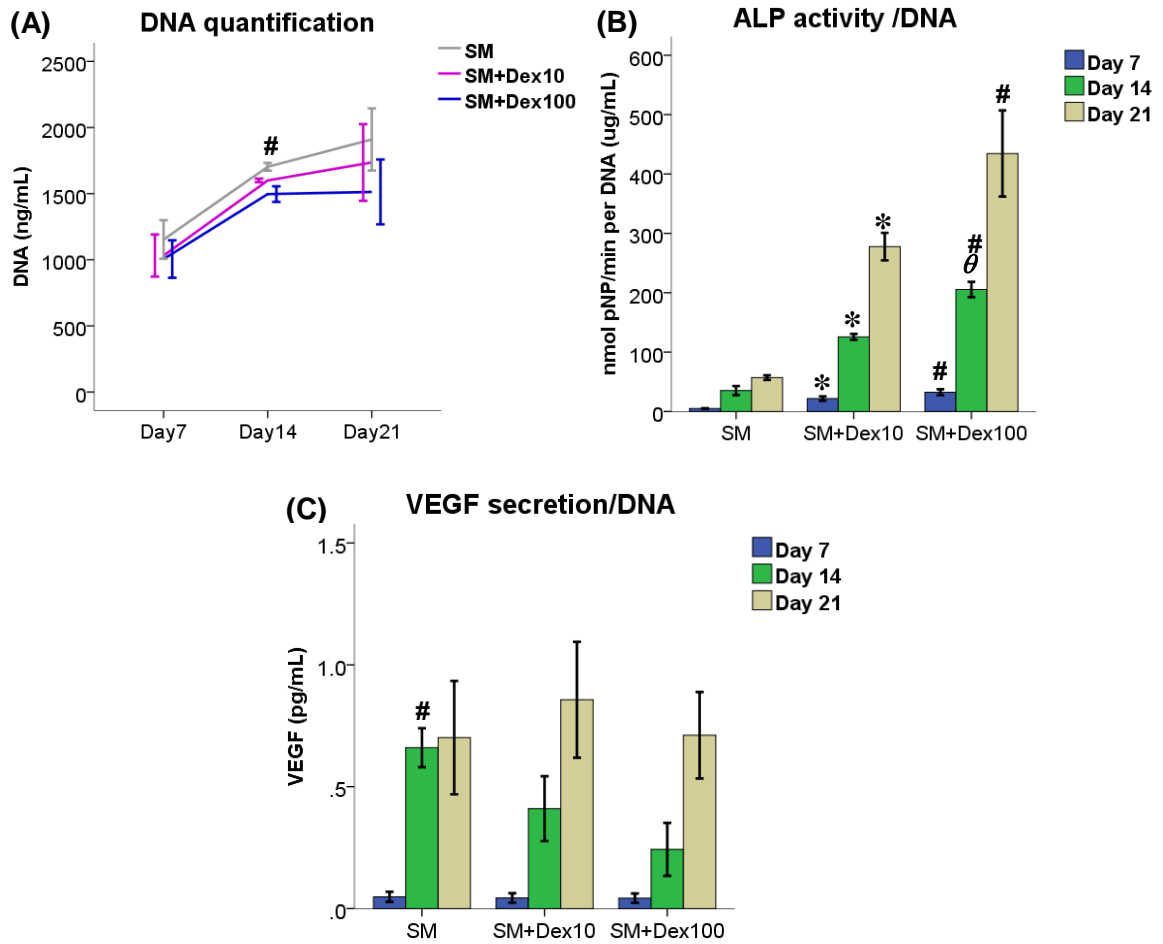 (A) DNA quantification
SM
SM+Dex10
SM+Dex100
DNA (ng/mL)
2500
2000
1500
1000
500
0
#
Day7 Day14 Day21
(B) ALP activity /DNA
Day 7
Day 14
Day 21
nmol pNP/min per DNA (ug/mL)
600
500
400
300
200
100
0
* * *
# # θ #
SM SM+Dex10 SM+Dex100
(C) VEGF secretion/DNA
Day 7
Day 14
Day 21
VEGF (pg/mL)
1.5
1.0
.5
.0
#
SM SM+Dex10 SM+Dex100